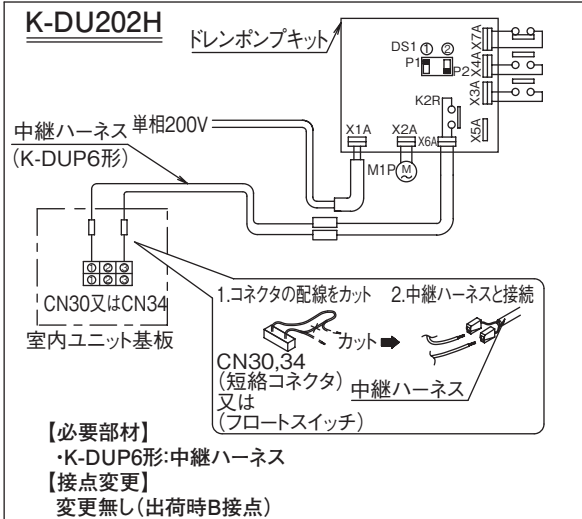 K-DU202H
ドレンポンプキット
DS1 ① ②
P1
P2
X7A
X4A
X3A
K2R
X5A
X1A
X2A
X6A
M1P
M
単相200V
中継ハーネス
(K-DUP6形)
① ② ③
① ② ③
CN30又はCN34
室内ユニット基板
1.コネクタの配線をカット
2.中継ハーネスと接続
カット
CN30,34
(短絡コネクタ)
又は
(フロートスイッチ)
中継ハーネス
【必要部材】
・K-DUP6形:中継ハーネス
【接点変更】
変更無し(出荷時B接点)